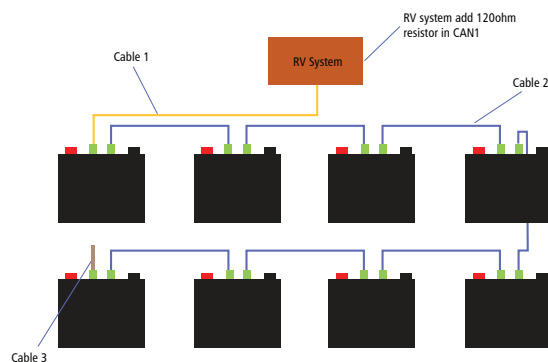 RV system add 120ohm
resistor in CAN1
Cable 1
RV System
Cable 2
Cable 3